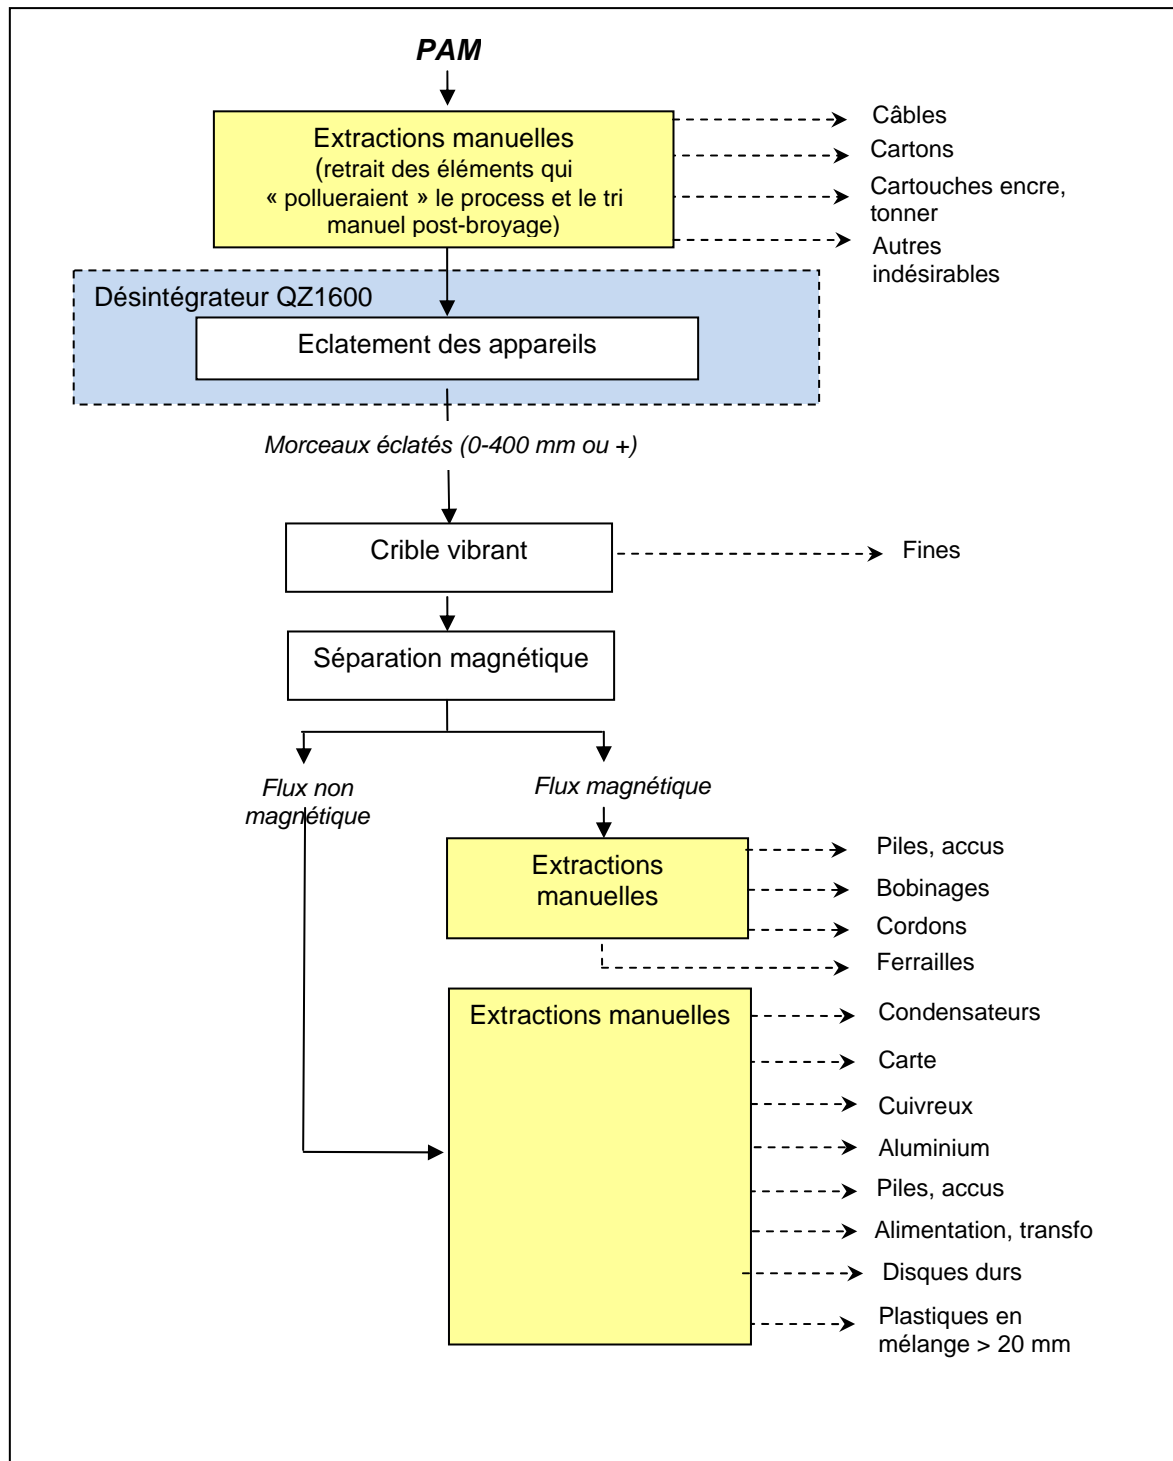 PAM
Extractions manuelles
(retrait des éléments qui
« pollueraient » le process et le tri
manuel post-broyage)
Câbles
Cartons
Cartouches encre,
tonner
Autres
indésirables
Désintégrateur QZ1600
Eclatement des appareils
Morceaux éclatés (0-400 mm ou +)
Crible vibrant
Fines
Séparation magnétique
Flux non
magnétique
Flux magnétique
Extractions
manuelles
Piles, accus
Bobinages
Cordons
Ferrailles
Extractions manuelles
Condensateurs
Carte
Cuivreux
Aluminium
Piles, accus
Alimentation, transfo
Disques durs
Plastiques en
mélange > 20 mm